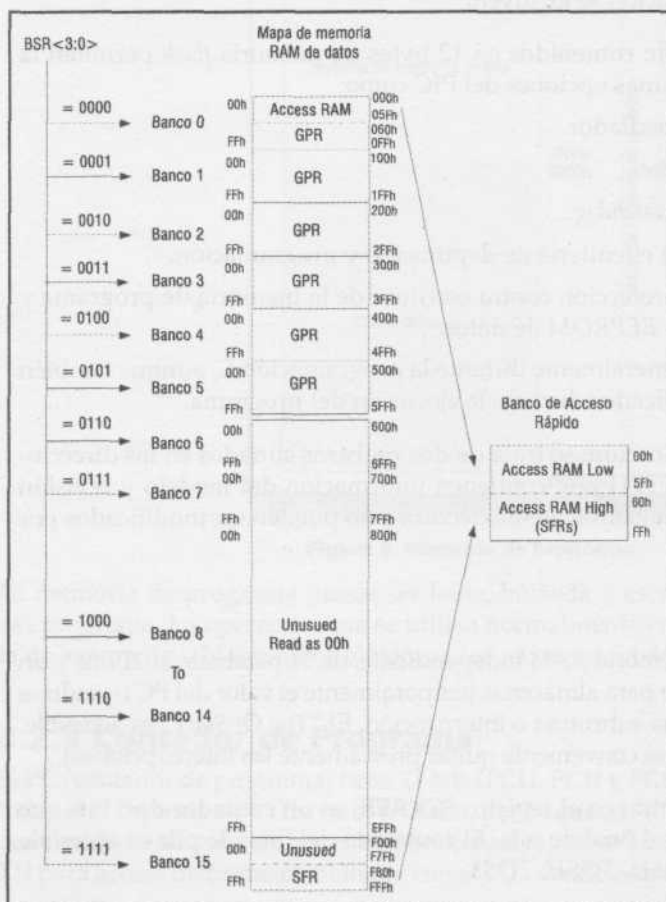 Mapa de memoria
RAM de datos
BSR<3:0>
= 0000
Banco 0
00h
Access RAM
000h
05Fh
GPR
060h
FFh
0FFh
= 0001
Banco 1
00h
GPR
100h
FFh
1FFh
= 0010
Banco 2
00h
GPR
200h
FFh
2FFh
= 0011
Banco 3
00h
GPR
300h
FFh
3FFh
= 0100
Banco 4
00h
GPR
400h
FFh
4FFh
= 0101
Banco 5
00h
GPR
500h
FFh
5FFh
= 0110
Banco 6
600h
FFh
6FFh
= 0111
Banco 7
00h
700h
FFh
7FFh
00h
800h
= 1000
Banco 8
Unusued
Read as 00h
To
= 1110
Banco 14
FFh
EFFh
= 1111
Banco 15
00h
Unusued
F00h
F7Fh
SFR
F80h
FFh
FFFh
Banco de Acceso
Rápido
Access RAM Low
00h
5Fh
Access RAM High
(SFRs)
60h
FFh